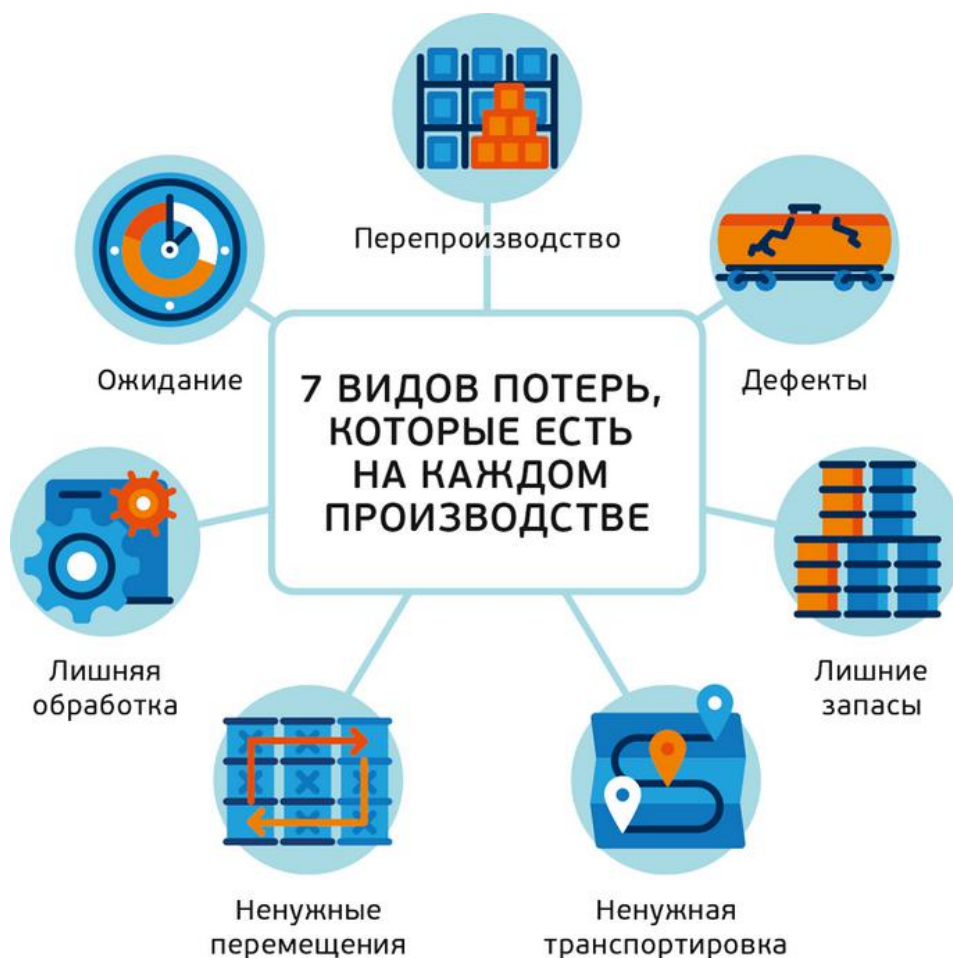 Перепроизводство
Ожидание
Дефекты
7 ВИДОВ ПОТЕРЬ,
КОТОРЫЕ ЕСТЬ
НА КАЖДОМ
ПРОИЗВОДСТВЕ
Лишняя
обработка
Лишние
запасы
Ненужные
перемещения
Ненужная
транспортировка